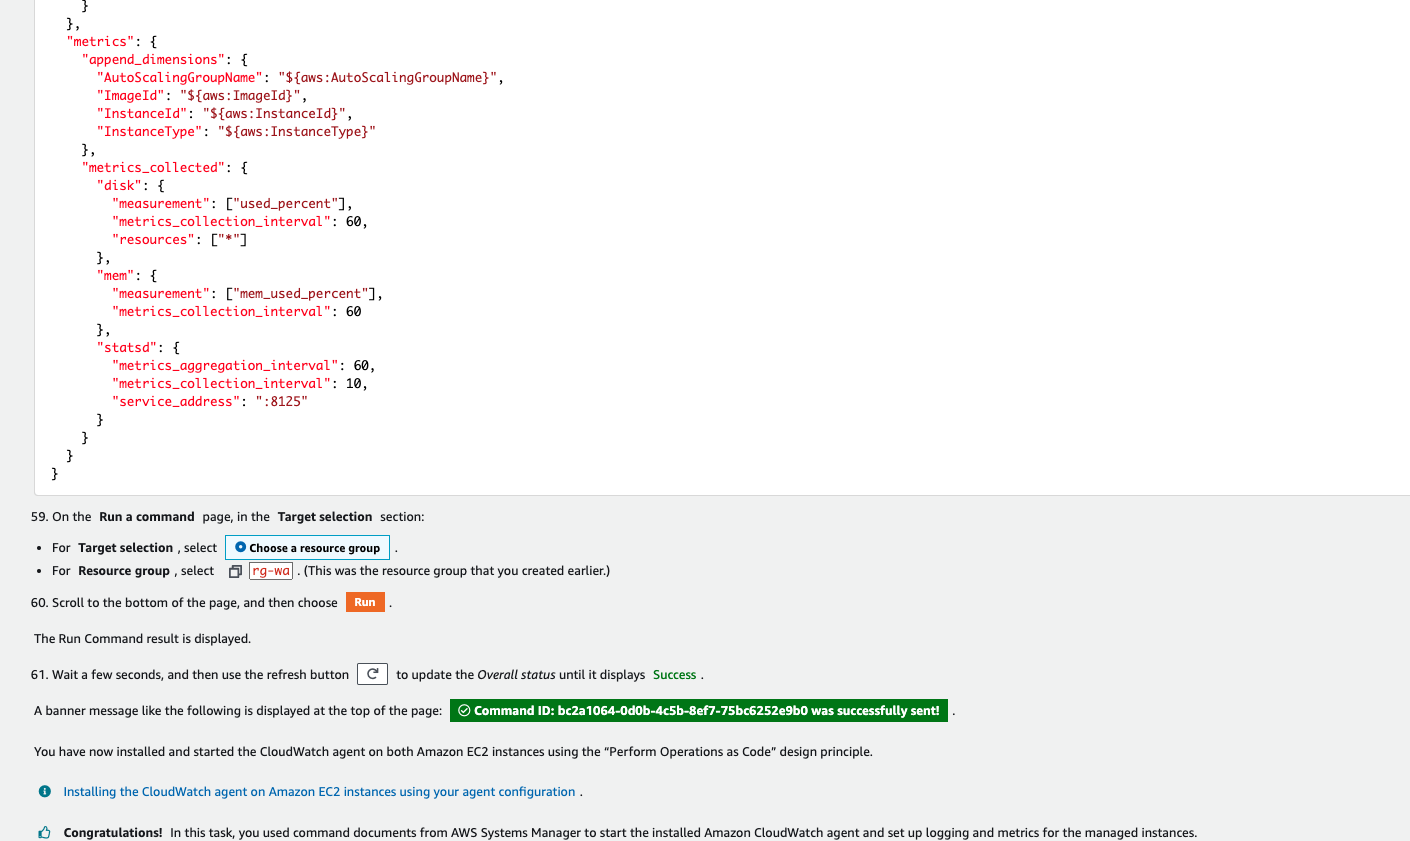 }
},
"metrics": {
"append_dimensions": {
"AutoScalingGroupName": "${aws:AutoScalingGroupName}",
"ImageId": "${aws:ImageId}",
"InstanceId": "${aws:InstanceId}",
"InstanceType": "${aws:InstanceType}"
},
"metrics_collected": {
"disk": {
"measurement": ["used_percent"],
"metrics_collection_interval": 60,
"resources": ["*"]
},
"mem": {
"measurement": ["mem_used_percent"],
"metrics_collection_interval": 60
},
"statsd": {
"metrics_aggregation_interval": 60,
"metrics_collection_interval": 10,
"service_address": ":8125"
}
}
}
}
59. On the Run a command page, in the Target selection section:
• For Target selection , select Choose a resource group .
• For Resource group , select rg-wa . (This was the resource group that you created earlier.)
60. Scroll to the bottom of the page, and then choose Run .
The Run Command result is displayed.
61. Wait a few seconds, and then use the refresh button to update the Overall status until it displays Success .
A banner message like the following is displayed at the top of the page: Command ID: bc2a1064-0d0b-4c5b-8ef7-75bc6252e9b0 was successfully sent! .
You have now installed and started the CloudWatch agent on both Amazon EC2 instances using the “Perform Operations as Code” design principle.
Installing the CloudWatch agent on Amazon EC2 instances using your agent configuration .
Congratulations! In this task, you used command documents from AWS Systems Manager to start the installed Amazon CloudWatch agent and set up logging and metrics for the managed instances.